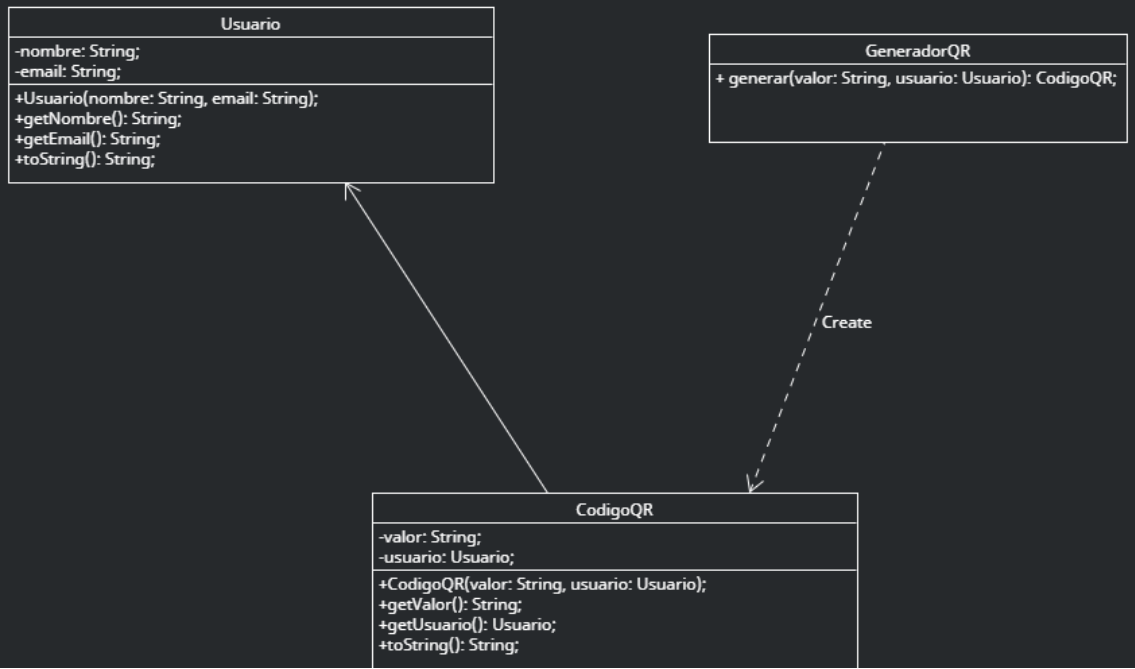 Usuario
-nombre: String;
-email: String;
+Usuario(nombre: String, email: String);
+getNombre(): String;
+getEmail(): String;
+toString(): String;
GeneradorQR
+ generar(valor: String, usuario: Usuario): CodigoQR;
Create
CodigoQR
-valor: String;
-usuario: Usuario;
+CodigoQR(valor: String, usuario: Usuario);
+getValor(): String;
+getUsuario(): Usuario;
+toString(): String;